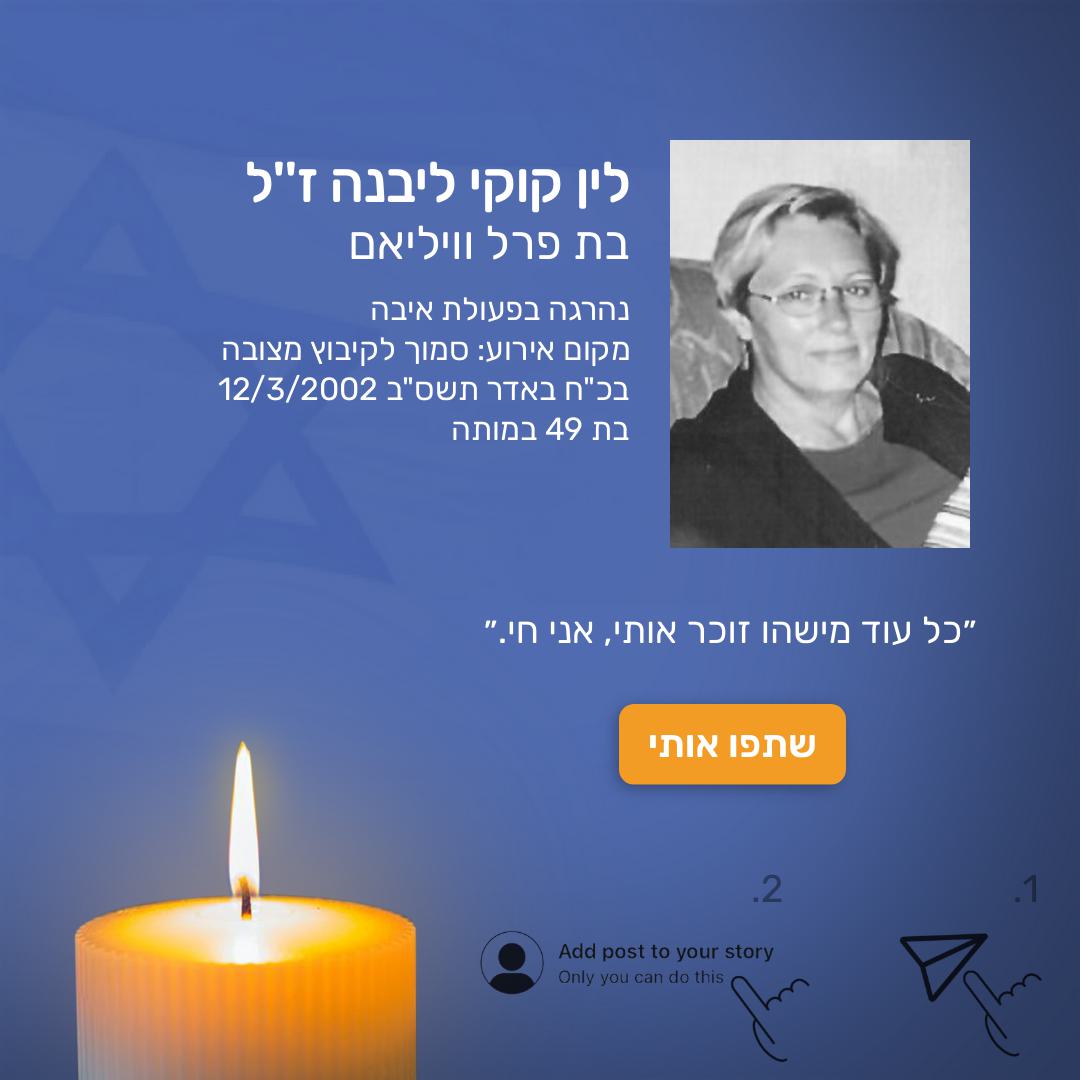 לין קוקי ליבנה ז"ל
בת פרל וויליאם
נהרגה בפעולת איבה
מקום אירוע: סמוך לקיבוץ מצובה
בכ"ח באדר תשס"ב 12/3/2002
בת 49 במותה
״כל עוד מישהו זוכר אותי, אני חי.״
שתפו אותי
.1
.2
Add post to your story
Only you can do this